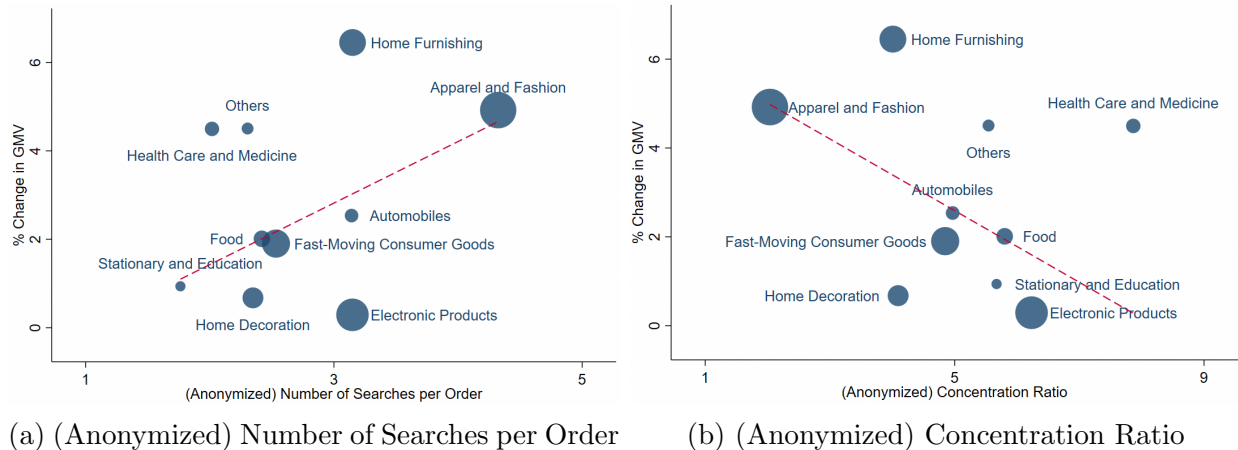 % Change in GMV
6
4
2
0
Home Furnishing
Apparel and Fashion
Others
Health Care and Medicine
Automobiles
Food
Fast-Moving Consumer Goods
Stationary and Education
Home Decoration
Electronic Products
1
3
5
(Anonymized) Number of Searches per Order
(a) (Anonymized) Number of Searches per Order
% Change in GMV
6
4
2
0
Home Furnishing
Apparel and Fashion
Health Care and Medicine
Others
Automobiles
Fast-Moving Consumer Goods
Food
Stationary and Education
Home Decoration
Electronic Products
1
5
9
(Anonymized) Concentration Ratio
(b) (Anonymized) Concentration Ratio